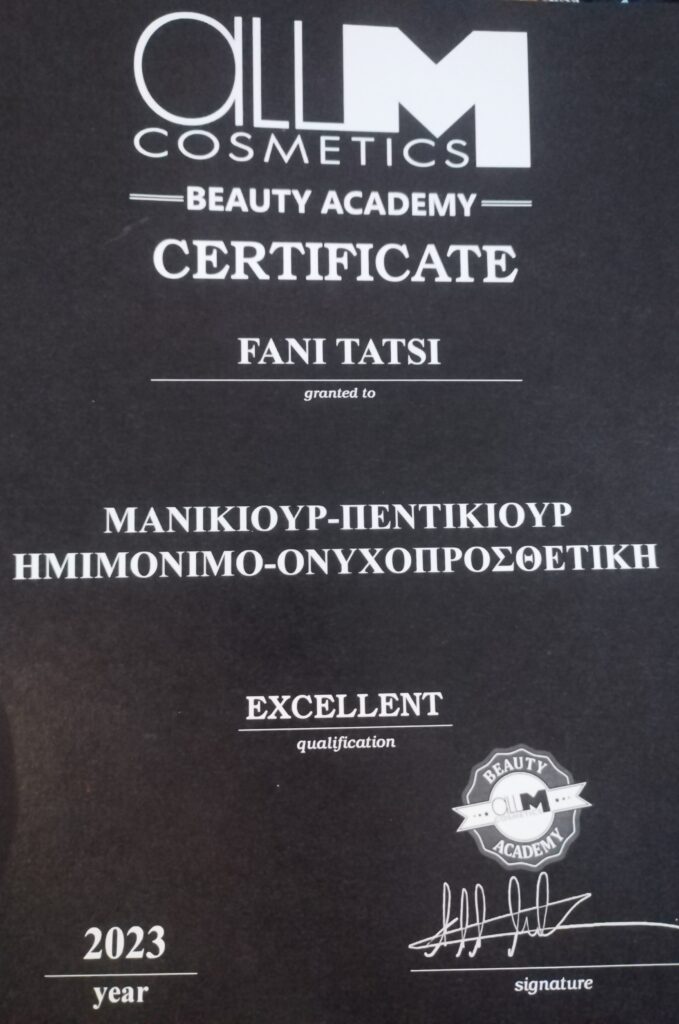 aLLM
COSMETICS
BEAUTY ACADEMY
CERTIFICATE
FANI TATSI
granted to
ΜΑΝΙΚΙΟΥΡ-ΠΕΝΤΙΚΙΟΥΡ
ΗΜΙΜΟΝΙΜΟ-ΟΝΥΧΟΠΡΟΣΘΕΤΙΚΗ
EXCELLENT
qualification
BEAUTY
aLLM
COSMETICS
ACADEMY
2023
year
signature